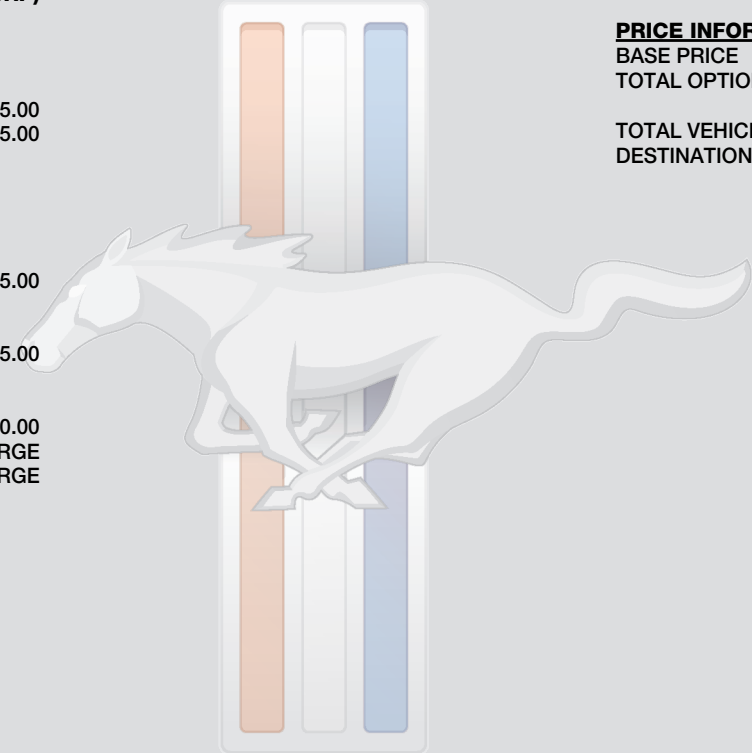 5.00
5.00
5.00
5.00
0.00
RGE
RGE
PRICE INFOR
BASE PRICE
TOTAL OPTIO
TOTAL VEHIC
DESTINATION